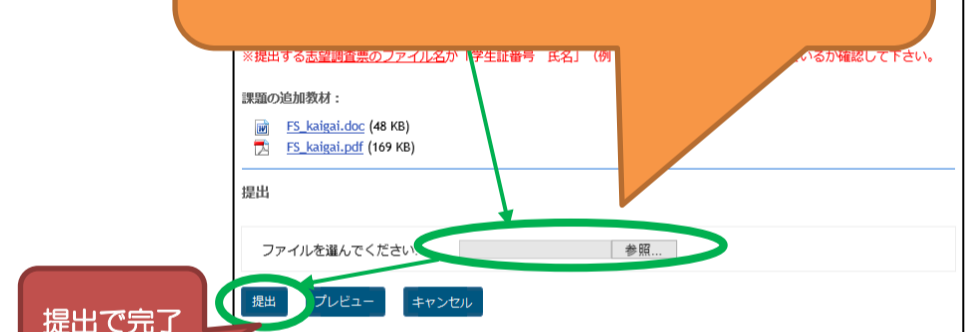 ※提出する志望調査票のファイル名が「学生証番号　氏名」（例
いるか確認して下さい。
課題の追加教材：
FS_kaigai.doc (48 KB)
FS_kaigai.pdf (169 KB)
提出
ファイルを選んでください
参照...
提出
プレビュー
キャンセル
提出で完了